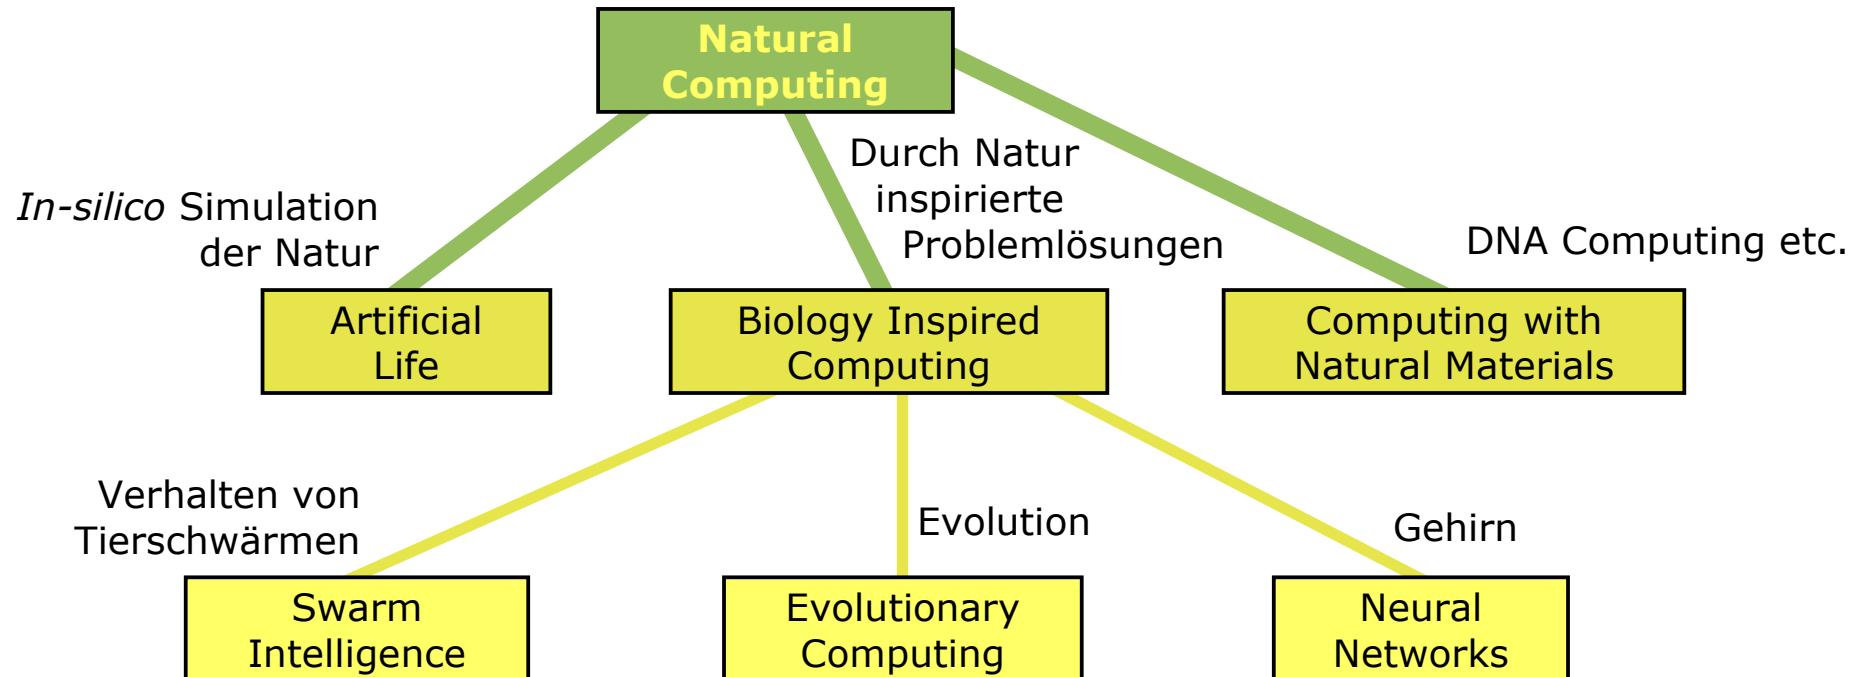 Natural
Computing
Durch Natur
inspirierte
Problemlösungen
In-silico Simulation
der Natur
DNA Computing etc.
Artificial
Life
Biology Inspired
Computing
Computing with
Natural Materials
Verhalten von
Tierschwärmen
Evolution
Gehirn
Swarm
Intelligence
Evolutionary
Computing
Neural
Networks